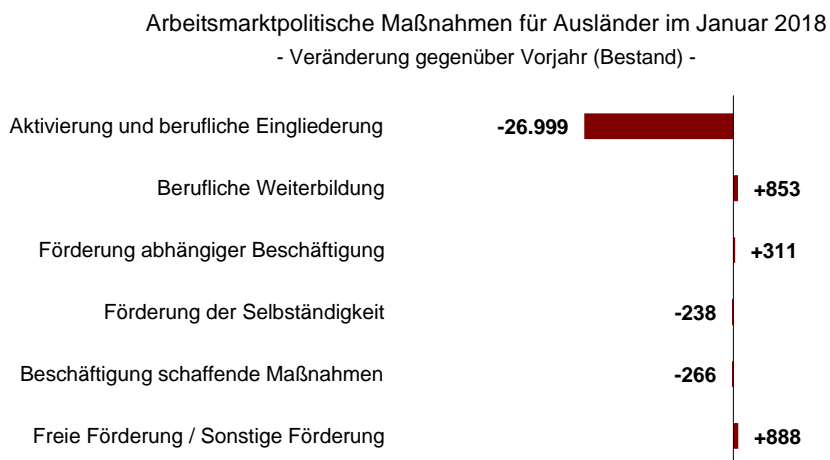 Arbeitsmarktpolitische Maßnahmen für Ausländer im Januar 2018
- Veränderung gegenüber Vorjahr (Bestand) -
Aktivierung und berufliche Eingliederung -26.999
Berufliche Weiterbildung +853
Förderung abhängiger Beschäftigung +311
Förderung der Selbständigkeit -238
Beschäftigung schaffende Maßnahmen -266
Freie Förderung / Sonstige Förderung +888